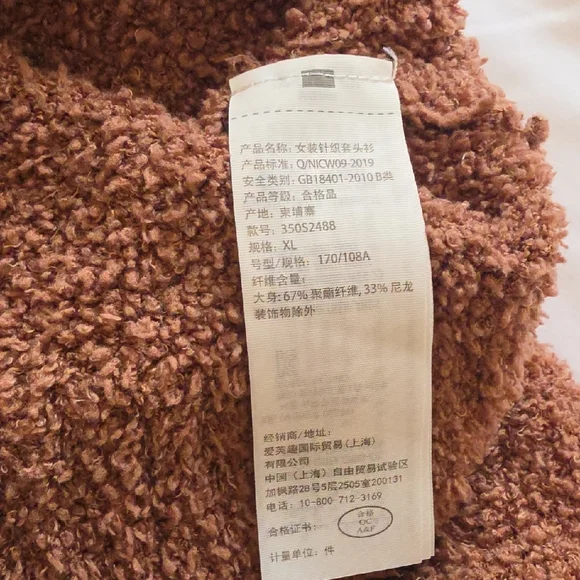 产品名称: 女装针织套头衫
产品标准: Q/NICW09-2019
安全类别: GB18401-2010 B类
产品等级: 合格品
产地: 柬埔寨
款号: 350S2488
规格: XL
号型/规格: 170/108A
纤维含量:
大身: 67% 聚酯纤维, 33% 尼龙
装饰物除外
经销商/地址:
爱芙趣国际贸易(上海)
有限公司
中国 (上海) 自由贸易试验区
加枫路28号5层2505室200131
电话: 10-800-712-3169
合格证书:
合格
QC
A&F
计量单位: 件